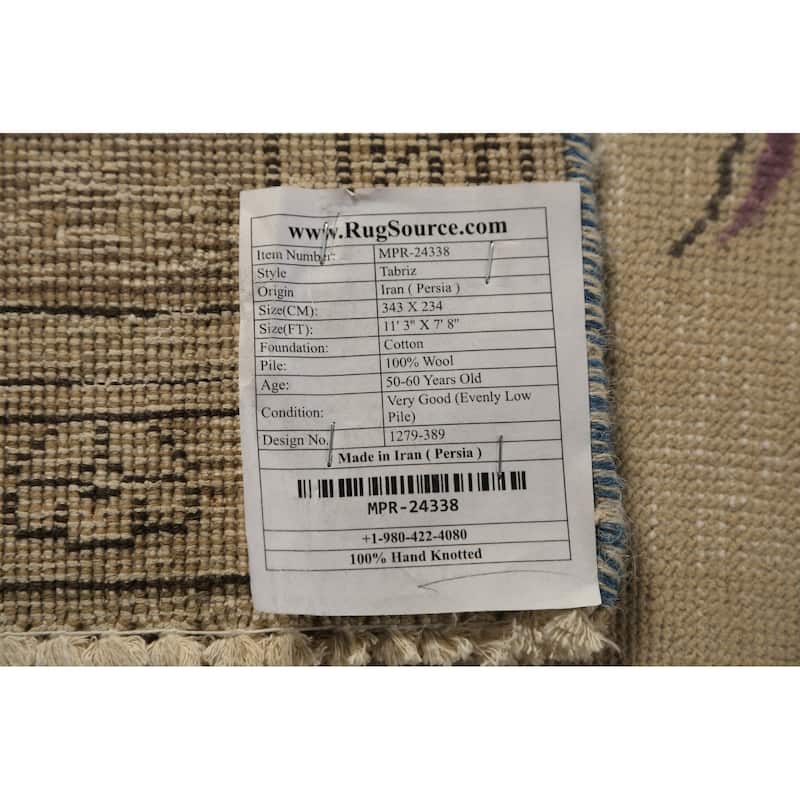 www.RugSource.com
Item Number: MPR-24338
Style Tabriz
Origin Iran ( Persia )
Size(CM): 343 X 234
Size(FT): 11' 3" X 7' 8"
Foundation: Cotton
Pile: 100% Wool
Age: 50-60 Years Old
Condition: Very Good (Evenly Low
Pile)
Design No. 1279-389
Made in Iran ( Persia )
MPR-24338
+1-980-422-4080
100% Hand Knotted